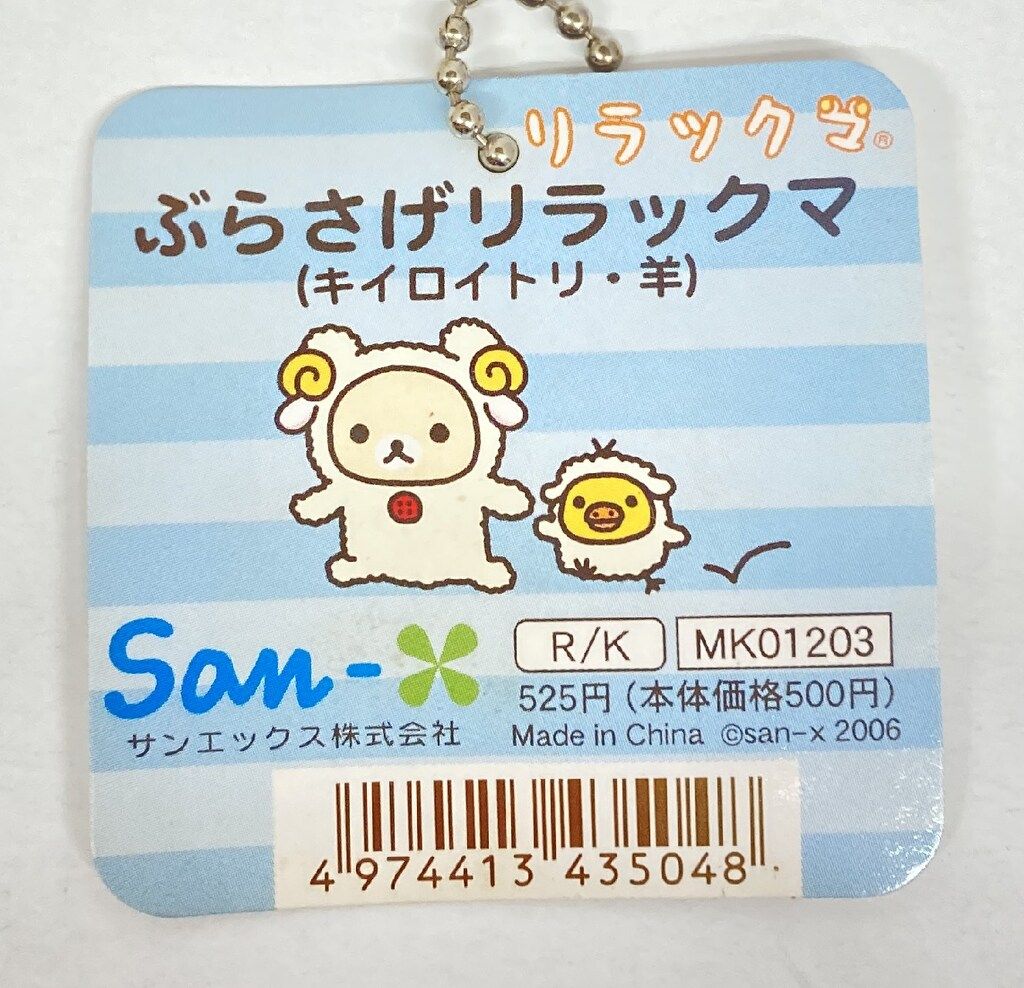 リラックマ®
ぶらさげリラックマ
(キイロイトリ・羊)
San-X
サンエックス株式会社
R/K
MK01203
525円(本体価格500円)
Made in China ©san-x 2006
4 974413 435048